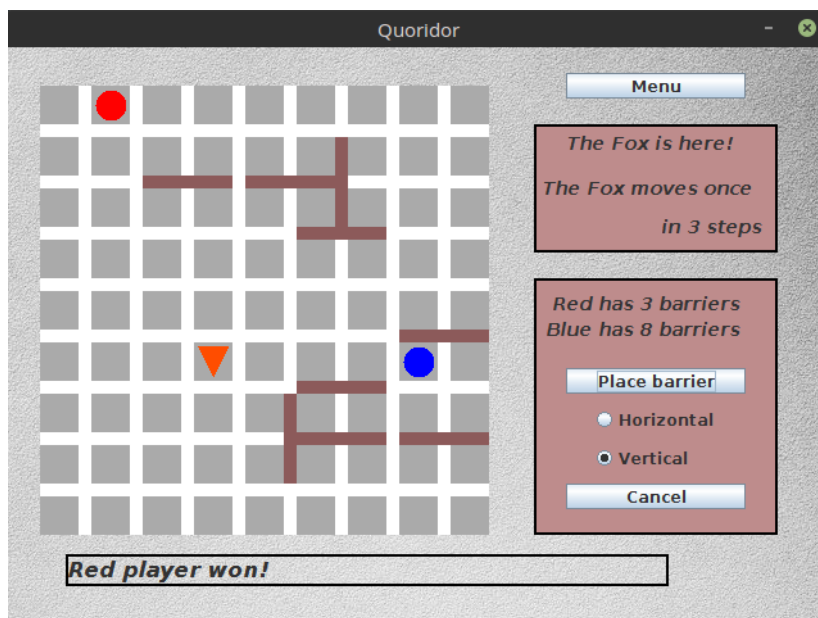 Quoridor
Menu
The Fox is here!
The Fox moves once
in 3 steps
Red has 3 barriers
Blue has 8 barriers
Place barrier
Horizontal
Vertical
Cancel
Red player won!